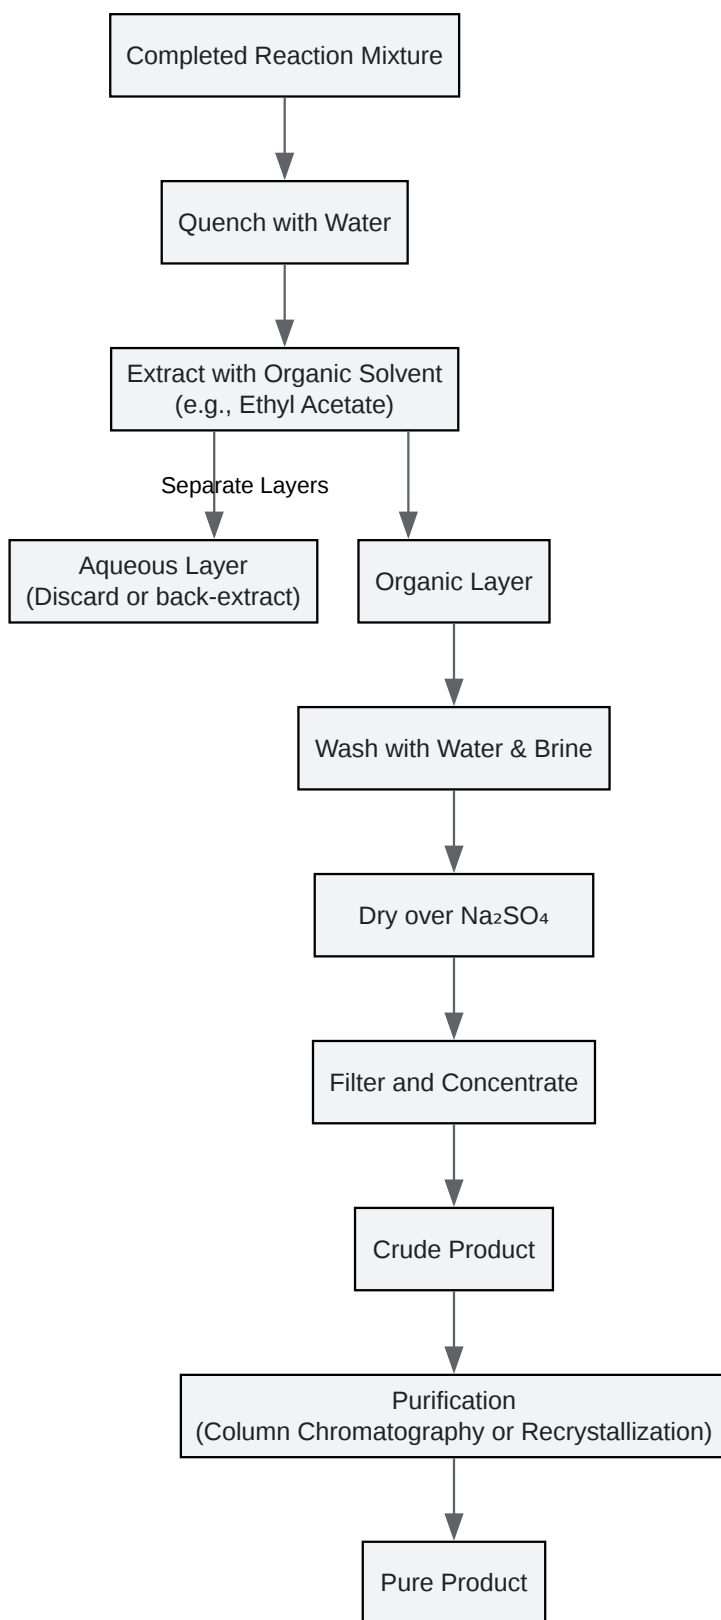 Completed Reaction Mixture
Quench with Water
Extract with Organic Solvent
(e.g., Ethyl Acetate)
Separate Layers
Aqueous Layer
(Discard or back-extract)
Organic Layer
Wash with Water & Brine
Dry over Na₂SO₄
Filter and Concentrate
Crude Product
Purification
(Column Chromatography or Recrystallization)
Pure Product